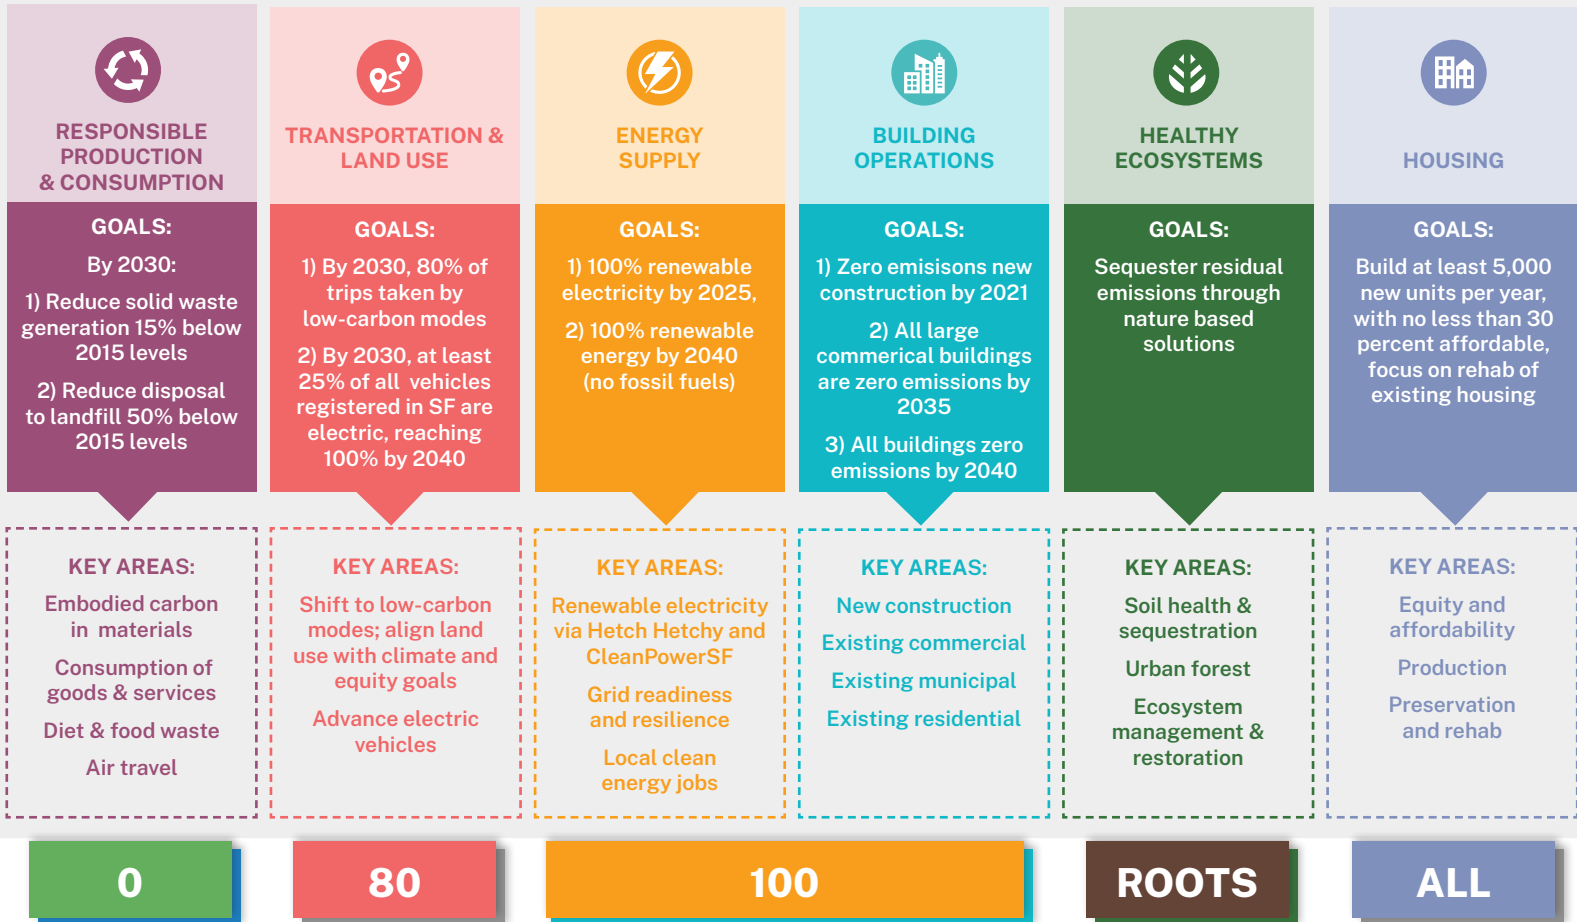 RESPONSIBLE
PRODUCTION
& CONSUMPTION
GOALS:
By 2030:
1) Reduce solid waste
generation 15% below
2015 levels
2) Reduce disposal
to landfill 50% below
2015 levels
KEY AREAS:
Embodied carbon
in materials
Consumption of
goods & services
Diet & food waste
Air travel
0
TRANSPORTATION &
LAND USE
GOALS:
1) By 2030, 80% of
trips taken by
low-carbon modes
2) By 2030, at least
25% of all vehicles
registered in SF are
electric, reaching
100% by 2040
KEY AREAS:
Shift to low-carbon
modes; align land
use with climate and
equity goals
Advance electric
vehicles
80
ENERGY
SUPPLY
GOALS:
1) 100% renewable
electricity by 2025,
2) 100% renewable
energy by 2040
(no fossil fuels)
KEY AREAS:
Renewable electricity
via Hetch Hetchy and
CleanPowerSF
Grid readiness
and resilience
Local clean
energy jobs
BUILDING
OPERATIONS
GOALS:
1) Zero emisisons new
construction by 2021
2) All large
commerical buildings
are zero emissions by
2035
3) All buildings zero
emissions by 2040
KEY AREAS:
New construction
Existing commercial
Existing municipal
Existing residential
100
HEALTHY
ECOSYSTEMS
GOALS:
Sequester residual
emissions through
nature based
solutions
KEY AREAS:
Soil health &
sequestration
Urban forest
Ecosystem
management &
restoration
ROOTS
HOUSING
GOALS:
Build at least 5,000
new units per year,
with no less than 30
percent affordable,
focus on rehab of
existing housing
KEY AREAS:
Equity and
affordability
Production
Preservation
and rehab
ALL